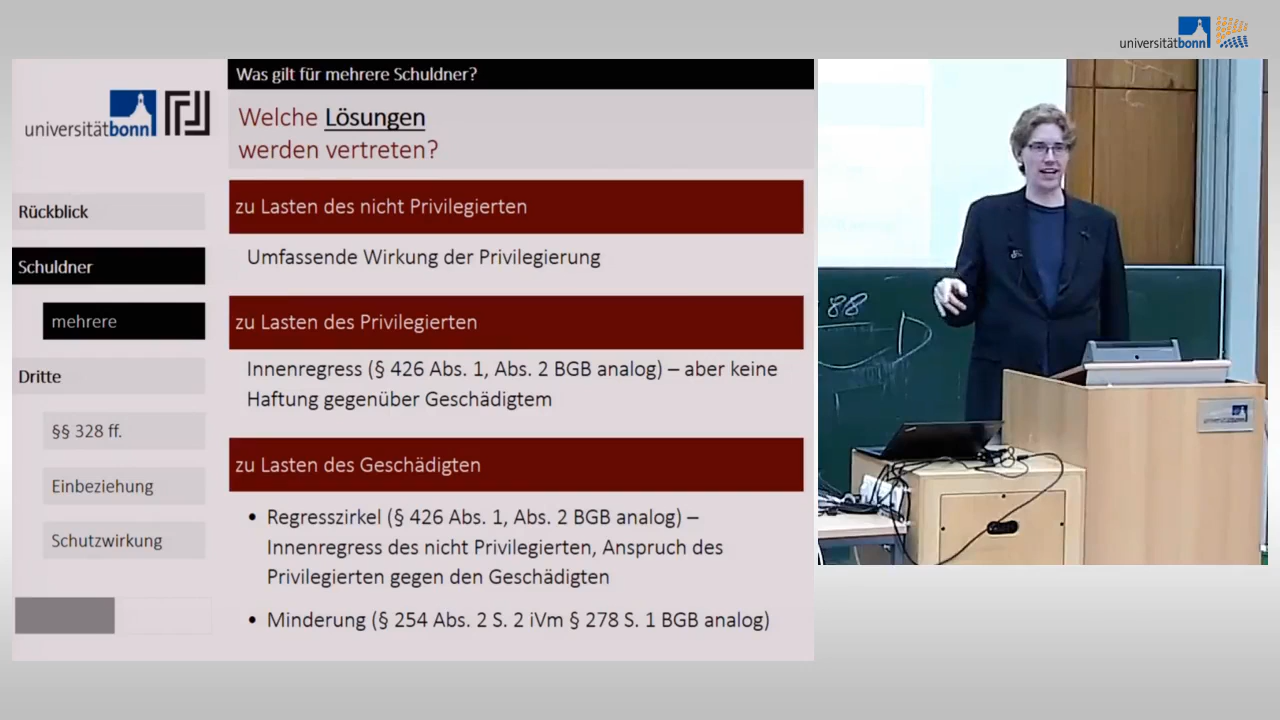 universitätbonn
Was gilt für mehrere Schuldner?
universitätbonn
Welche Lösungen
werden vertreten?
Rückblick
Schuldner
mehrere
Dritte
§§ 328 ff.
Einbeziehung
Schutzwirkung
zu Lasten des nicht Privilegierten
Umfassende Wirkung der Privilegierung
zu Lasten des Privilegierten
Innenregress (§ 426 Abs. 1, Abs. 2 BGB analog) – aber keine
Haftung gegenüber Geschädigtem
zu Lasten des Geschädigten
• Regresszirkel (§ 426 Abs. 1, Abs. 2 BGB analog) –
Innenregress des nicht Privilegierten, Anspruch des
Privilegierten gegen den Geschädigten
• Minderung (§ 254 Abs. 2 S. 2 iVm § 278 S. 1 BGB analog)
88